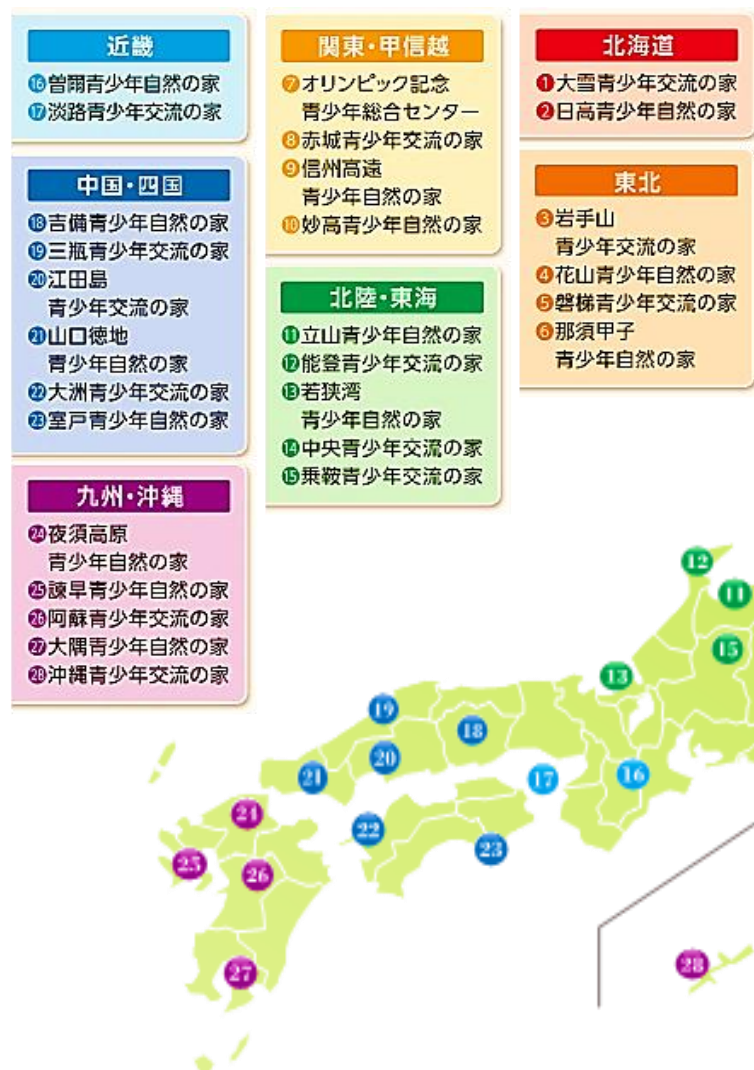 近畿
⑯曽爾青少年自然の家
⑰淡路青少年交流の家
中国・四国
⑱吉備青少年自然の家
⑲三瓶青少年交流の家
⑳江田島
青少年交流の家
㉑山口徳地
青少年自然の家
㉒大洲青少年交流の家
㉓室戸青少年自然の家
九州・沖縄
㉔夜須高原
青少年自然の家
㉕諫早青少年自然の家
㉖阿蘇青少年交流の家
㉗大隅青少年自然の家
㉘沖縄青少年交流の家
関東・甲信越
⑦オリンピック記念
青少年総合センター
⑧赤城青少年交流の家
⑨信州高遠
青少年自然の家
⑩妙高青少年自然の家
北陸・東海
⑪立山青少年自然の家
⑫能登青少年交流の家
⑬若狭湾
青少年自然の家
⑭中央青少年交流の家
⑮乗鞍青少年交流の家
北海道
❶大雪青少年交流の家
❷日高青少年自然の家
東北
③岩手山
青少年交流の家
④花山青少年自然の家
⑤磐梯青少年交流の家
⑥那須甲子
青少年自然の家
12
11
15
13
19
18
20
21
17
16
24
22
23
25
26
27
28